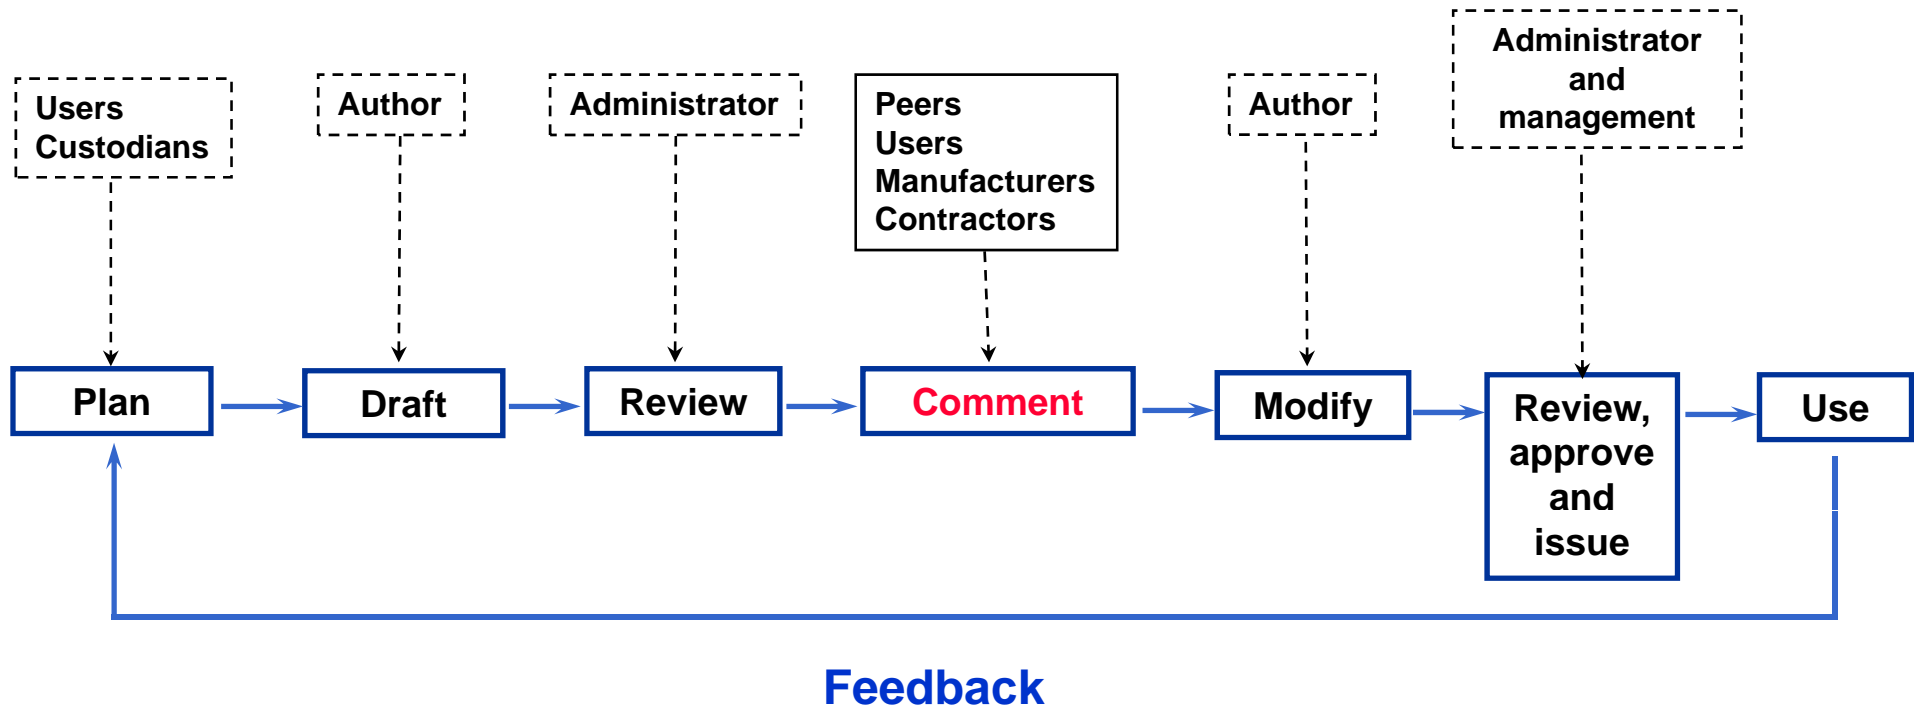 Users
Custodians
Author
Administrator
Peers
Users
Manufacturers
Contractors
Author
Administrator
and
management
Plan
Draft
Review
Comment
Modify
Review,
approve
and
issue
Use
Feedback